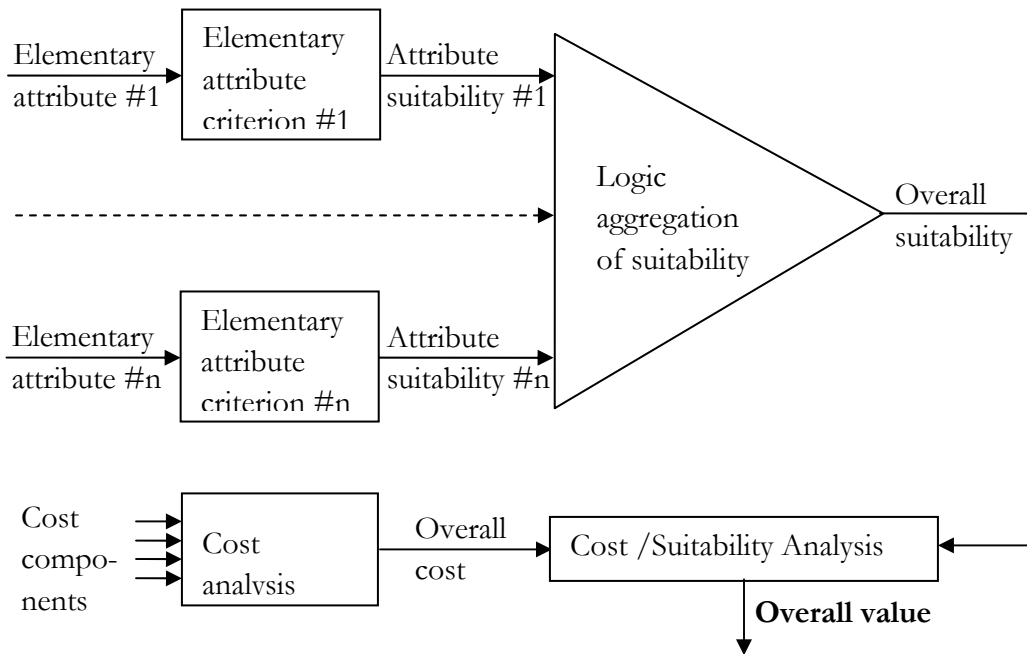 Elementary
attribute #1
Elementary
attribute
criterion #1
Attribute
suitability #1
Logic
aggregation
of suitability
Overall
suitability
Elementary
attribute #n
Elementary
attribute
criterion #n
Attribute
suitability #n
Cost
compo-
nents
Cost
analysis
Overall
cost
Cost /Suitability Analysis
Overall value